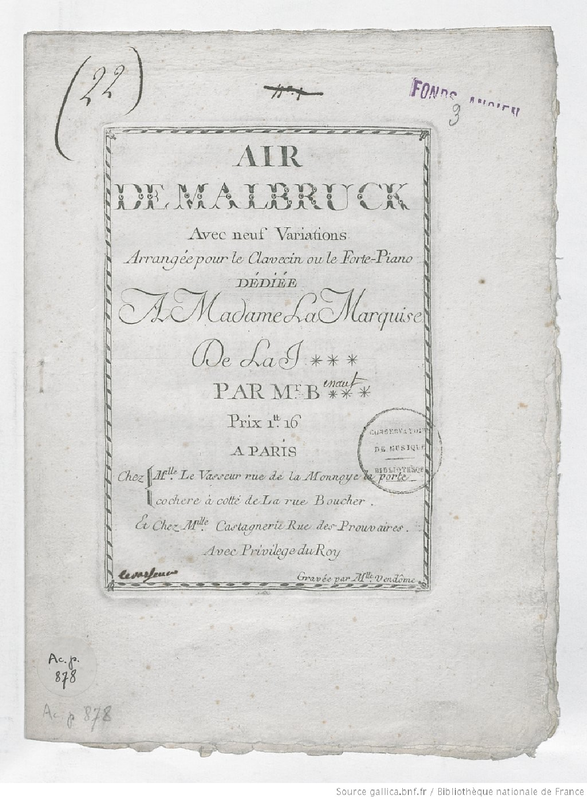 (22)
N° 1
FONDS ANCIEN
3
AIR
DE MALBRUCK
Avec neuf Variations
Arrangée pour le Clavecin ou le Forte-Piano
DÉDIÉE
A Madame La Marquise
De La J ***
PAR Mr. B ***
enaut
Prix 1tt. 16
A PARIS
Chez Mlle. Le Vasseur rue de la Monnoye la porte
cochere à cotté de La rue Boucher.
Et Chez Mlle Castagnerie Rue des Prouvaires.
Avec Privilege du Roy
Gravée par Mlle Vendôme
CONSERVATOIRE
DE MUSIQUE
BIBLIOTHÈQUE
Ac. p.
878
Ac. p 878
Source gallica.bnf.fr / Bibliothèque nationale de France